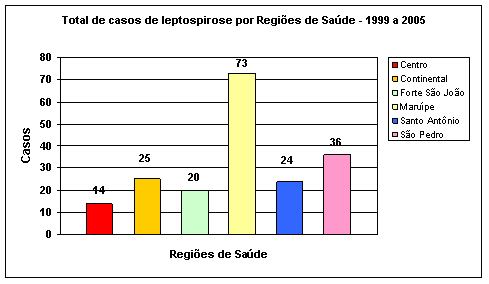 Total de casos de leptospirose por Regiões de Saúde - 1999 a 2005
80
70
60
50
40
30
20
10
0
Casos
14
25
20
73
24
36
Regiões de Saúde
Centro
Continental
Forte São João
Maruípe
Santo Antônio
São Pedro